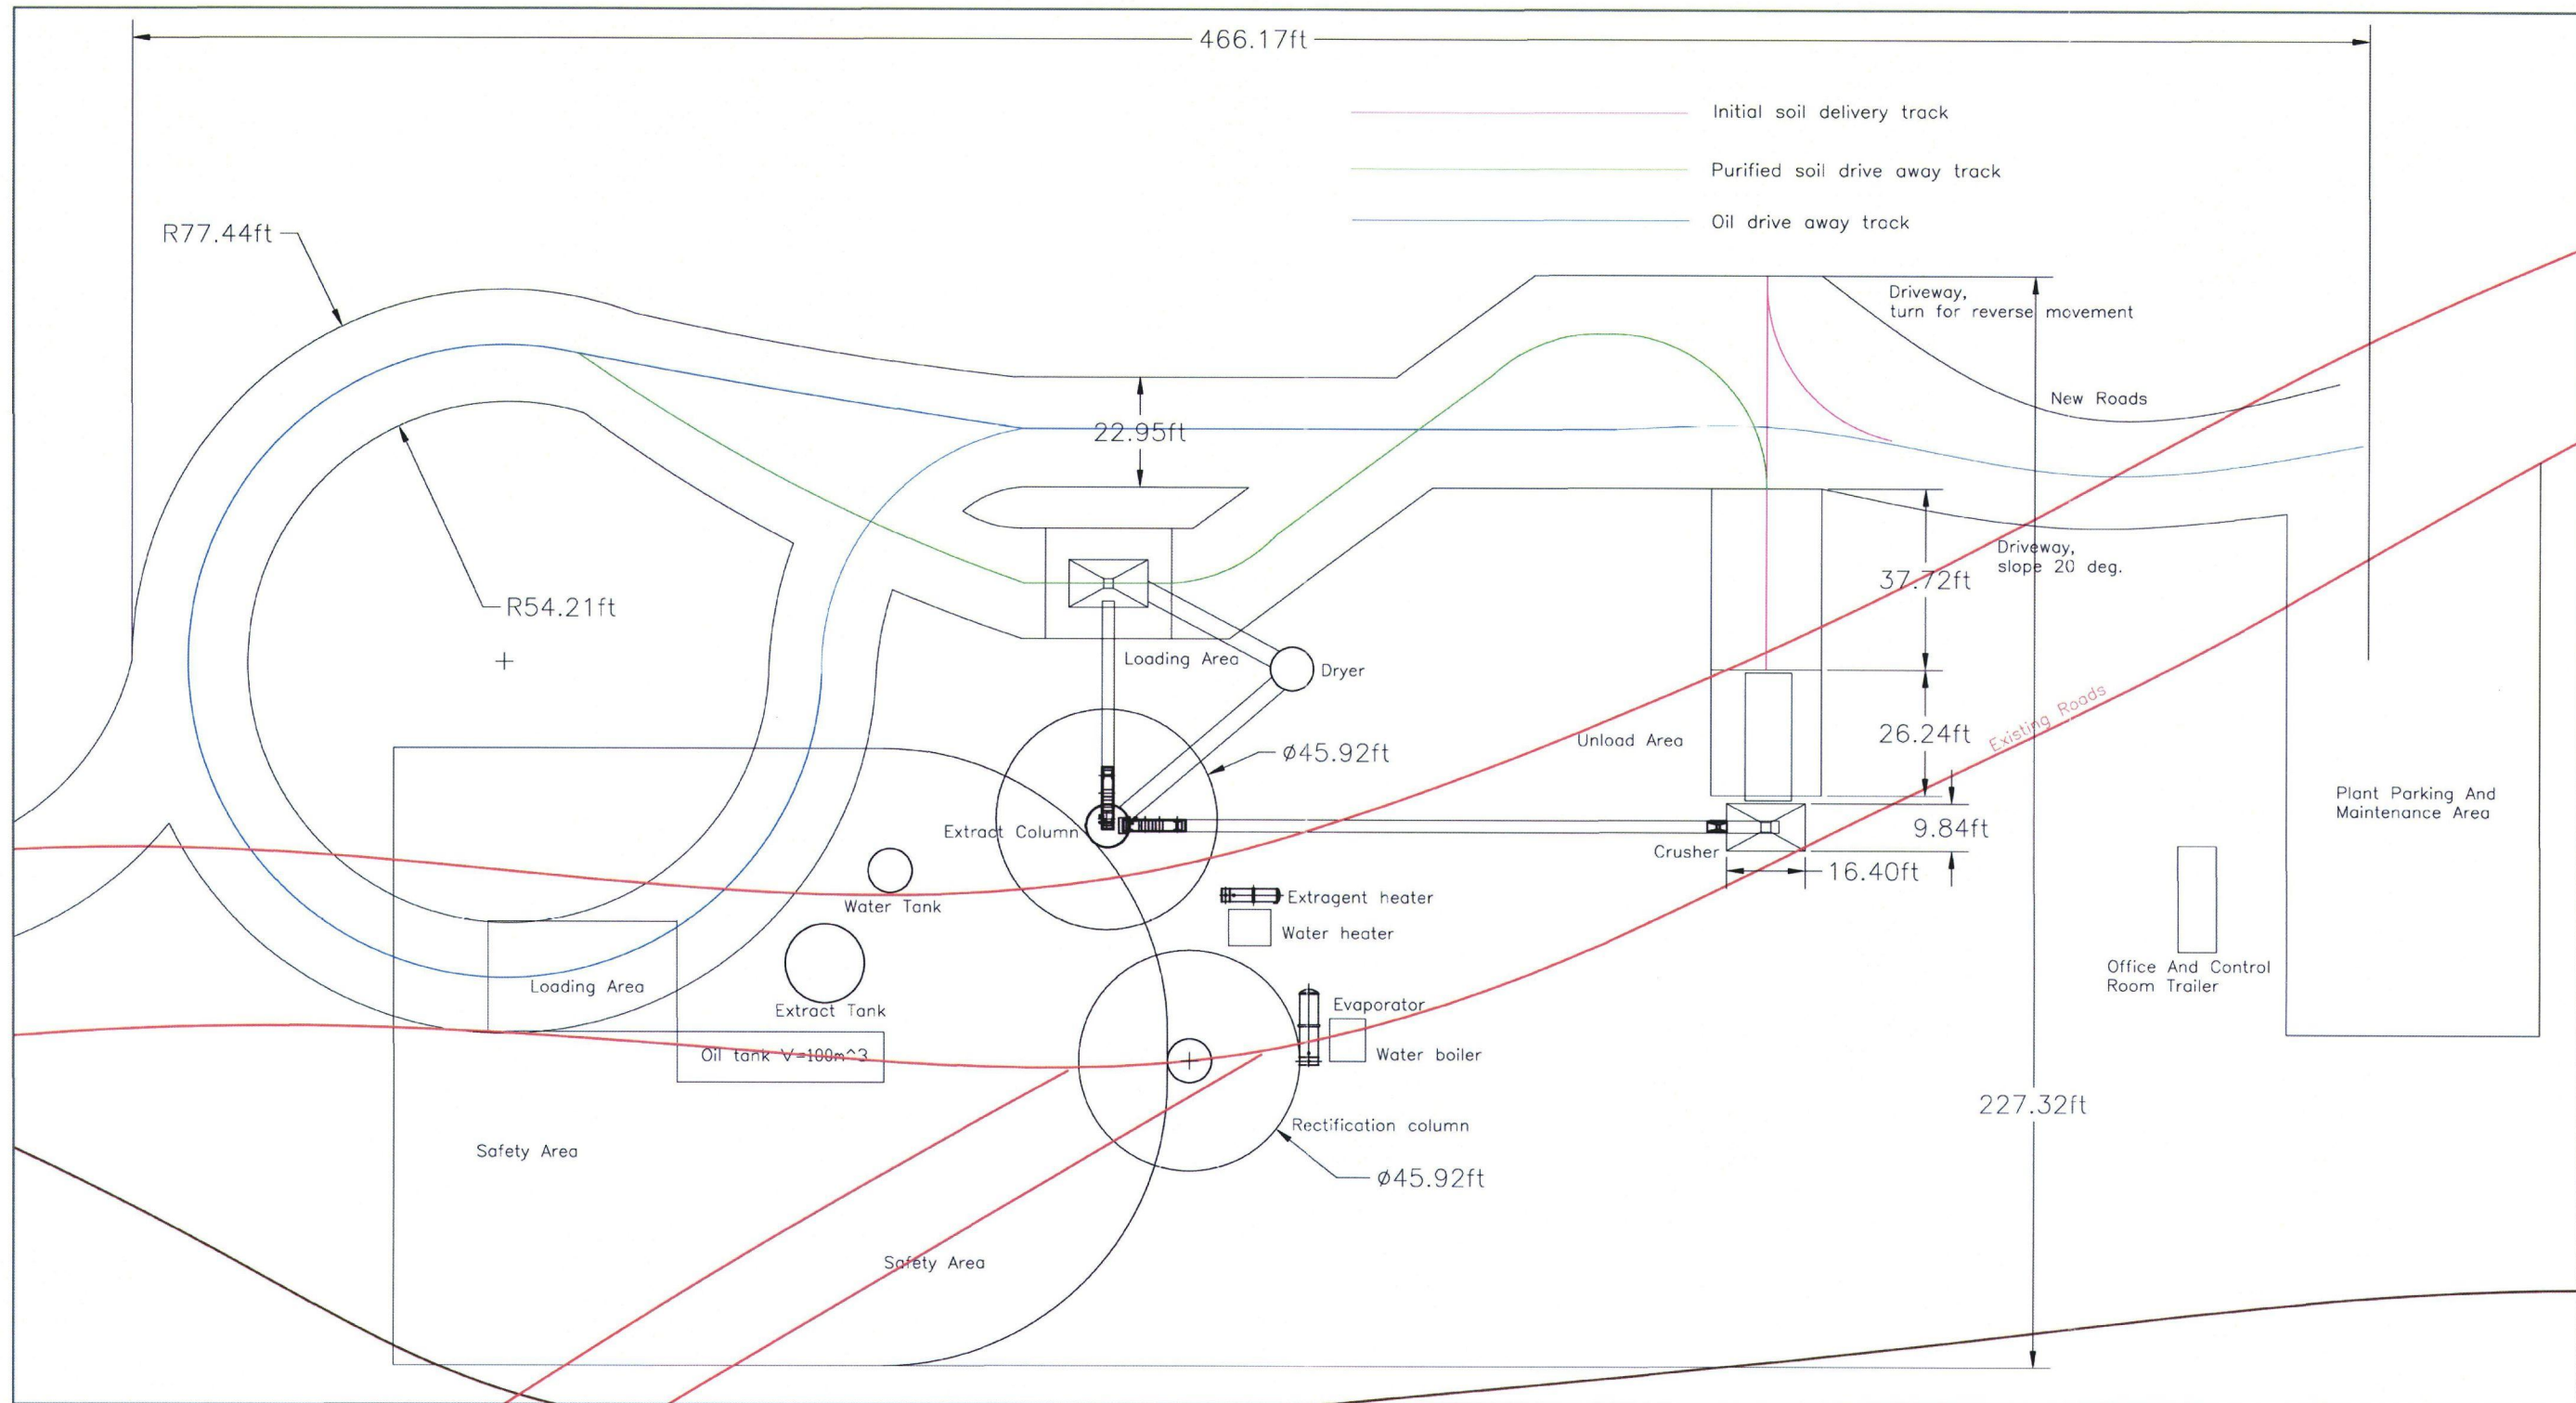 466.17ft
Initial soil delivery track
Purified soil drive away track
Oil drive away track
R77.44ft
Driveway,
turn for reverse movement
New Roads
22.95ft
Driveway,
slope 20 deg.
37.72ft
R54.21ft
Loading Area
Dryer
Existing Roads
26.24ft
Unload Area
ø45.92ft
Plant Parking And
Maintenance Area
Extract Column
9.84ft
Crusher
16.40ft
Water Tank
Extragent heater
Water heater
Office And Control
Room Trailer
Loading Area
Extract Tank
Evaporator
Oil tank V=100m^3
Water boiler
227.32ft
Rectification column
Safety Area
ø45.92ft
Safety Area